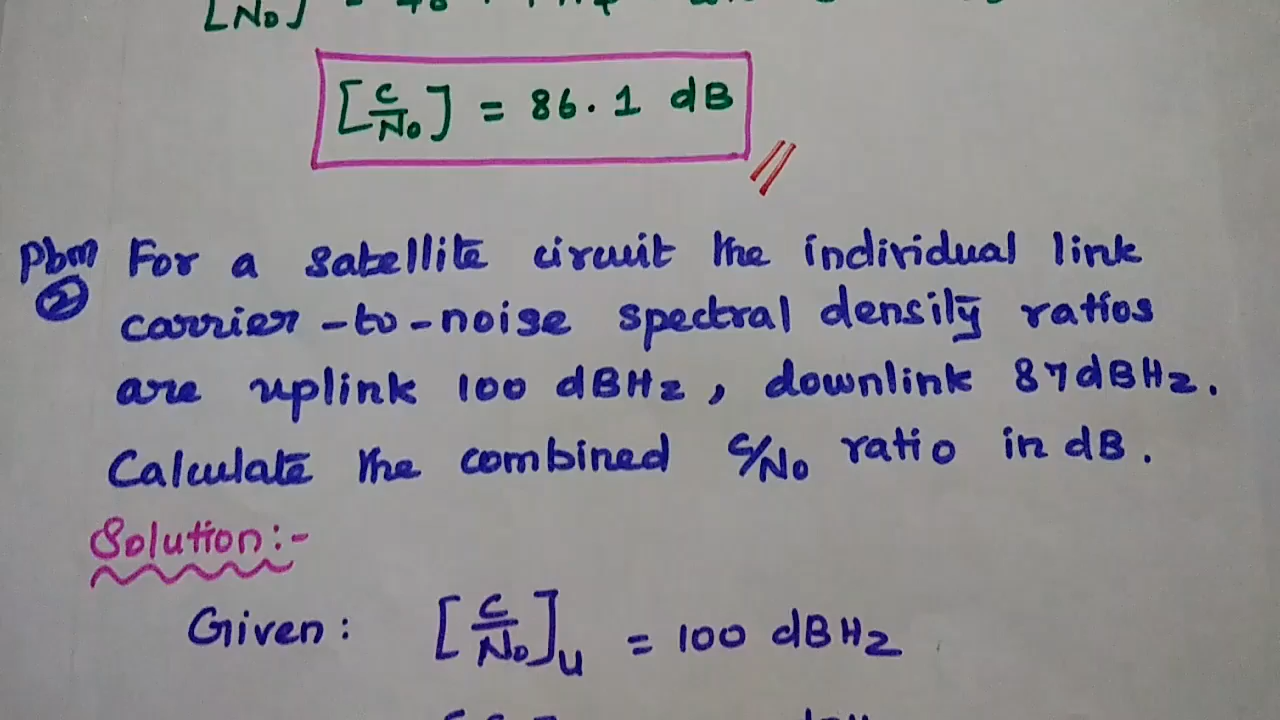 [C/N0] = 86.1 dB
Pbm ② For a satellite circuit the individual link
carrier-to-noise spectral density ratios
are uplink 100 dBHz, downlink 87dBHz.
Calculate the combined C/N0 ratio in dB.
Solution:-
Given: [C/N0]u = 100 dBHz